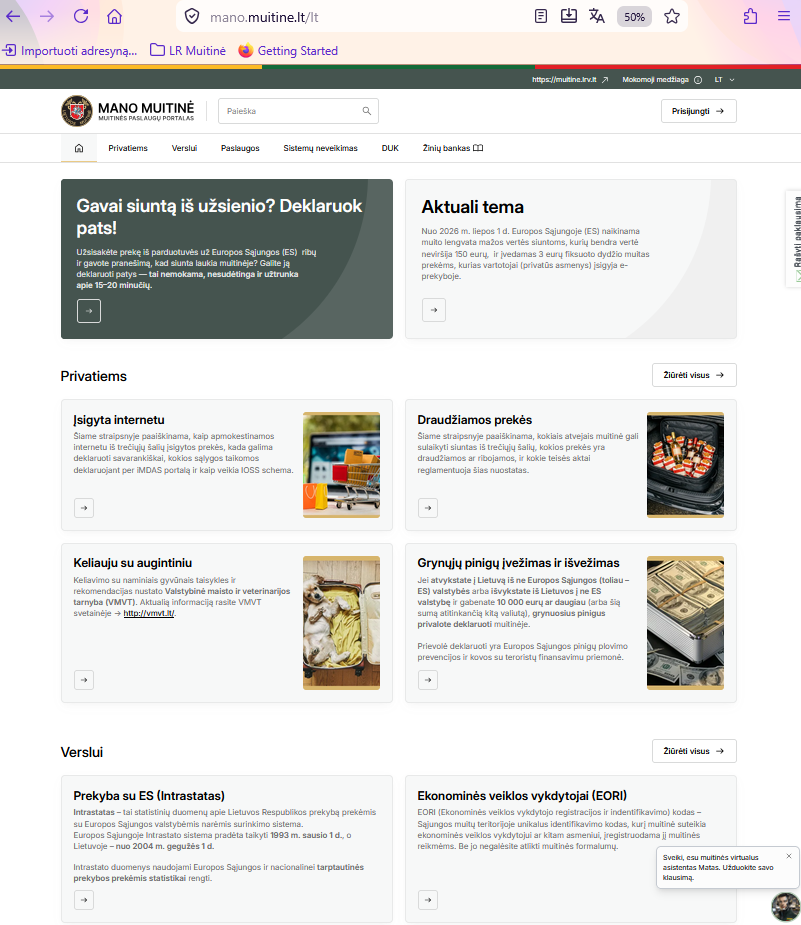 mano.muitine.lt/lt
50%
Importuoti adresyną...
LR Muitinė
Getting Started
https://muitine.lrv.lt
Mokomoji medžiaga
LT
MANO MUITINĖ
MUITINĖS PASLAUGŲ PORTALAS
Paieška
Prisijungti
Privatiems
Verslui
Paslaugos
Sistemų neveikimas
DUK
Žinių bankas
Gavai siuntą iš užsienio? Deklaruok
pats!
Užsisakėte prekę iš parduotuvės už Europos Sąjungos (ES) ribų
ir gavote pranešimą, kad siunta laukia muitinėje? Galite ją
deklaruoti patys — tai nemokama, nesudėtinga ir užtrunka
apie 15–20 minučių.
Aktuali tema
Nuo 2026 m. liepos 1 d. Europos Sąjungoje (ES) naikinama
muito lengvata mažos vertės siuntoms, kurių bendra vertė
neviršija 150 eurų, ir įvedamas 3 eurų fiksuoto dydžio muitas
prekėms, kurias vartotojai (privatūs asmenys) įsigyja e-
prekyboje.
Rašyti paklausimą
Privatiems
Žiūrėti visus
Įsigyta internetu
Šiame straipsnyje paaiškinama, kaip apmokestinamos
internetu iš trečiųjų šalių įsigytos prekės, kada galima
deklaruoti savarankiškai, kokios sąlygos taikomos
deklaruojant per IMDAS portalą ir kaip veikia IOSS schema.
Draudžiamos prekės
Šiame straipsnyje paaiškinama, kokiais atvejais muitinė gali
sulaikyti siuntas iš trečiųjų šalių, kokios prekės yra
draudžiamos ar ribojamos, ir kokie teisės aktai
reglamentuoja šias nuostatas.
Keliauju su augintiniu
Keliavimo su naminiais gyvūnais taisykles ir
rekomendacijas nustato Valstybinė maisto ir veterinarijos
tarnyba (VMVT). Aktualią informaciją rasite VMVT
svetainėje → http://vmvt.lt/.
Grynųjų pinigų įvežimas ir išvežimas
Jei atvykstate į Lietuvą iš ne Europos Sąjungos (toliau –
ES) valstybės arba išvykstate iš Lietuvos į ne ES
valstybę ir gabenate 10 000 eurų ar daugiau (arba šią
sumą atitinkančią kitą valiutą), grynuosius pinigus
privalote deklaruoti muitinėje.
Prievolė deklaruoti yra Europos Sąjungos pinigų plovimo
prevencijos ir kovos su teroristų finansavimu priemonė.
Verslui
Žiūrėti visus
Prekyba su ES (Intrastatas)
Intrastatas – tai statistinių duomenų apie Lietuvos Respublikos prekybą prekėmis
su Europos Sąjungos valstybėmis narėmis surinkimo sistema.
Europos Sąjungoje Intrastato sistema pradėta taikyti 1993 m. sausio 1 d., o
Lietuvoje – nuo 2004 m. gegužės 1 d.
Intrastato duomenys naudojami Europos Sąjungos ir nacionalinei tarptautinės
prekybos prekėmis statistikai rengti.
Ekonominės veiklos vykdytojai (EORI)
EORI (Ekonominės veiklos vykdytojo registracijos ir indentifikavimo) kodas –
Sąjungos muitų teritorijoje unikalus identifikavimo kodas, kurį muitinė suteikia
ekonominės veiklos vykdytojui ar kitam asmeniui, įregistruodama jį muitinės
reikmėms. Be jo negalėsite atlikti muitinės formalumų.
Sveiki, esu muitinės virtualus
asistentas Matas. Užduokite savo
klausimą.